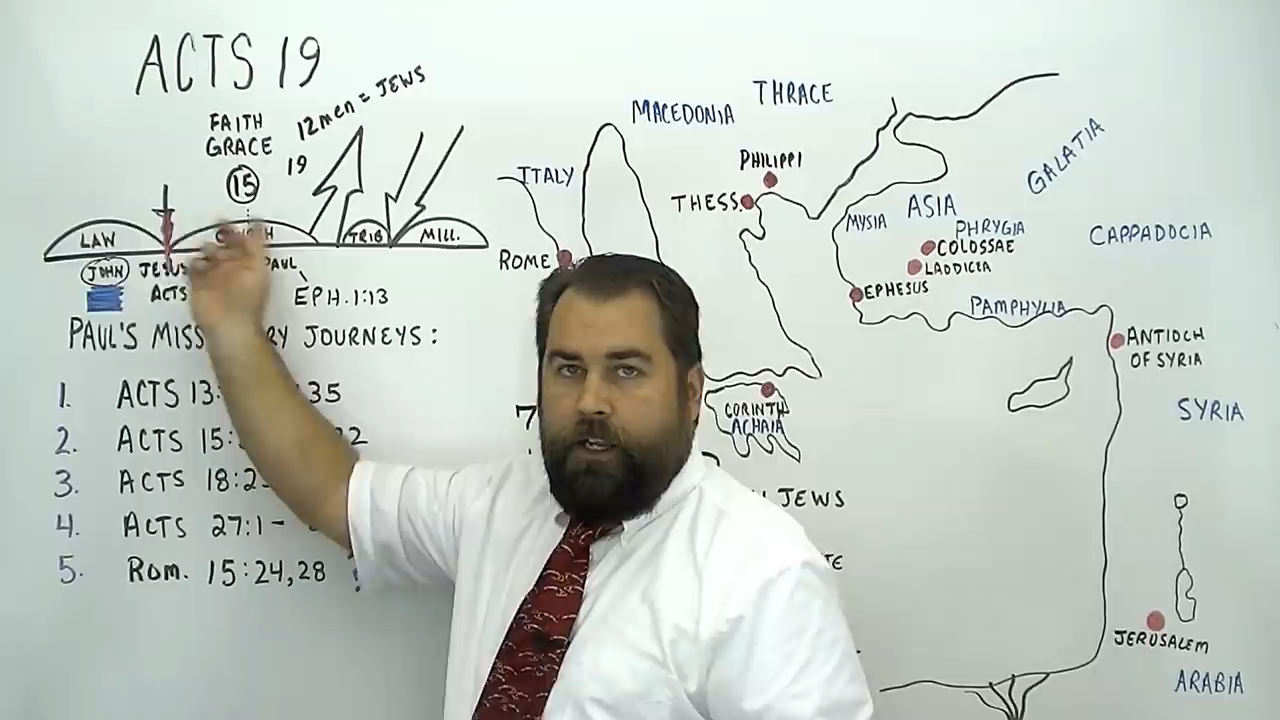 ACTS 19
FAITH
GRACE
15
19
12 men = JEWS
LAW
TRIB
MILL.
JOHN
JESUS
PAUL
ACTS
EPH. 1:13
PAUL'S JOURNEYS:
1. ACTS 13: 35
2. ACTS 15:
3. ACTS 18:2
4. ACTS 27:1-
5. Rom. 15:24,28
MACEDONIA
THRACE
ITALY
PHILIPPI
THESS.
GALATIA
ROME
MYSIA
ASIA
PHRYGIA
COLOSSAE
LAODICEA
EPHESUS
CAPPADOCIA
PAMPHYLIA
ANTIOCH
OF SYRIA
SYRIA
CORINTH
ACHAIA
7
JEWS
TE
JERUSALEM
ARABIA